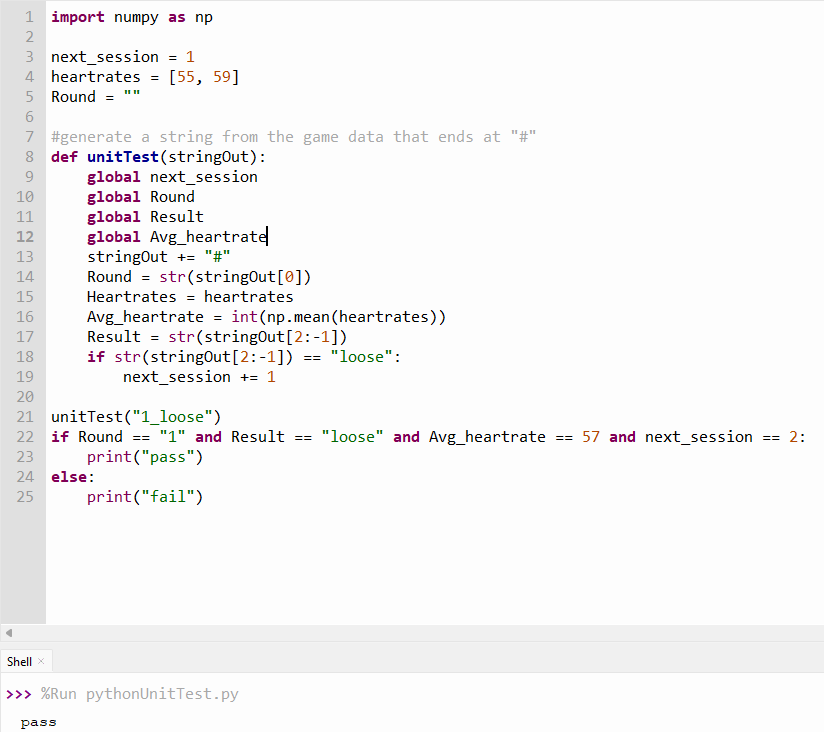 1 import numpy as np
2
3 next_session = 1
4 heartrates = [55, 59]
5 Round = ""
6
7 #generate a string from the game data that ends at "#"
8 def unitTest(stringOut):
9     global next_session
10     global Round
11     global Result
12     global Avg_heartrate
13     stringOut += "#"
14     Round = str(stringOut[0])
15     Heartrates = heartrates
16     Avg_heartrate = int(np.mean(heartrates))
17     Result = str(stringOut[2:-1])
18     if str(stringOut[2:-1]) == "loose":
19         next_session += 1
20
21 unitTest("1_loose")
22 if Round == "1" and Result == "loose" and Avg_heartrate == 57 and next_session == 2:
23     print("pass")
24 else:
25     print("fail")
Shell ×
>>> %Run pythonUnitTest.py
pass